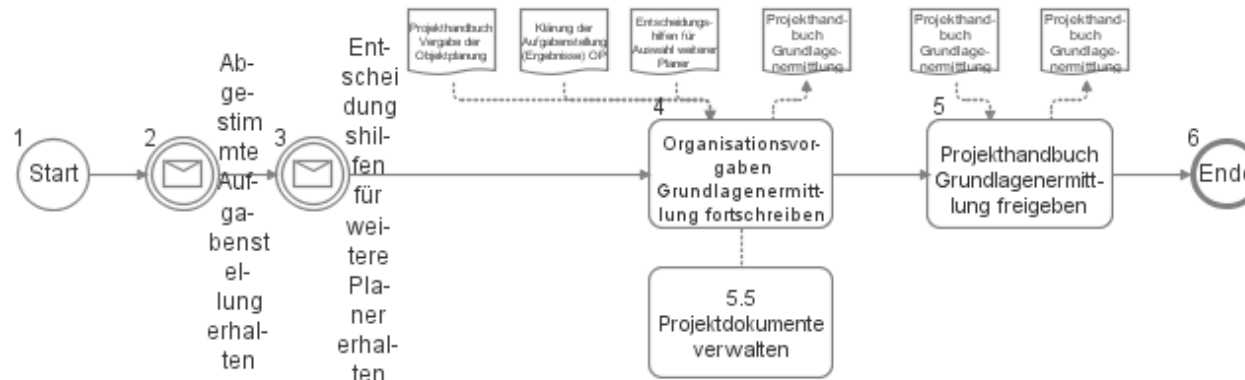 Projekthandbuch
Vergabe der
Objektplanung
Klärung der
Aufgabenstellung
(Ergebnisse) OP
Entscheidungs-
hilfen für
Auswahl weiterer
Planer
Projekthand-
buch
Grundlage-
nermittlung
Projekthand-
buch
Grundlage-
nermittlung
Projekthand-
buch
Grundlage-
nermittlung
1
Start
2
Ab-
ge-
stim
mte
Auf-
ga-
benst
el-
lung
erhal-
ten
3
Ent-
schei
dung
shil-
fen
für
wei-
tere
Pla-
ner
erhal-
ten
4
Organisationsvor-
gaben
Grundlagenermitt-
lung fortschreiben
5
Projekthandbuch
Grundlagenermitt-
lung freigeben
6
Ende
5.5
Projektdokumente
verwalten